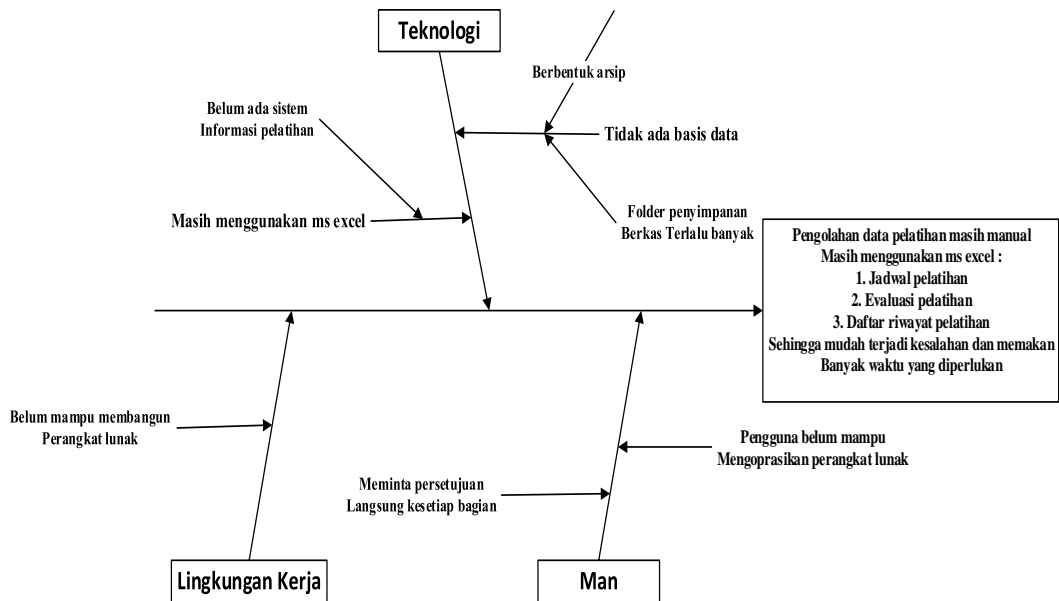 Teknologi
Berbentuk arsip
Belum ada sistem
Informasi pelatihan
Tidak ada basis data
Masih menggunakan ms excel
Folder penyimpanan
Berkas Terlalu banyak
Pengolahan data pelatihan masih manual
Masih menggunakan ms excel :
1. Jadwal pelatihan
2. Evaluasi pelatihan
3. Daftar riwayat pelatihan
Sehingga mudah terjadi kesalahan dan memakan
Banyak waktu yang diperlukan
Belum mampu membangun
Perangkat lunak
Pengguna belum mampu
Mengoprasikan perangkat lunak
Meminta persetujuan
Langsung kesetiap bagian
Lingkungan Kerja
Man